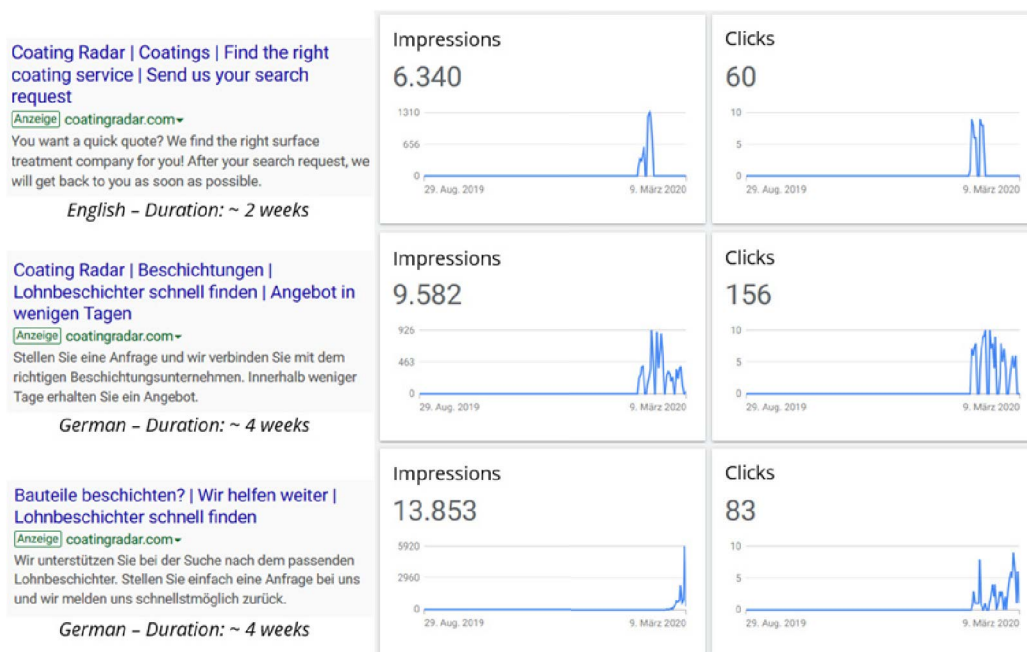 Coating Radar | Coatings | Find the right
coating service | Send us your search
request
Anzeige coatingradar.com
You want a quick quote? We find the right surface
treatment company for you! After your search request, we
will get back to you as soon as possible.
English – Duration: ~ 2 weeks
Impressions
6.340
1310
656
0
29. Aug. 2019 9. März 2020
Clicks
60
10
5
0
29. Aug. 2019 9. März 2020
Coating Radar | Beschichtungen |
Lohnbeschichter schnell finden | Angebot in
wenigen Tagen
Anzeige coatingradar.com
Stellen Sie eine Anfrage und wir verbinden Sie mit dem
richtigen Beschichtungsunternehmen. Innerhalb weniger
Tage erhalten Sie ein Angebot.
German – Duration: ~ 4 weeks
Impressions
9.582
926
463
0
29. Aug. 2019 9. März 2020
Clicks
156
10
5
0
29. Aug. 2019 9. März 2020
Bauteile beschichten? | Wir helfen weiter |
Lohnbeschichter schnell finden
Anzeige coatingradar.com
Wir unterstützen Sie bei der Suche nach dem passenden
Lohnbeschichter. Stellen Sie einfach eine Anfrage bei uns
und wir melden uns schnellstmöglich zurück.
German – Duration: ~ 4 weeks
Impressions
13.853
5920
2960
0
29. Aug. 2019 9. März 2020
Clicks
83
10
5
0
29. Aug. 2019 9. März 2020